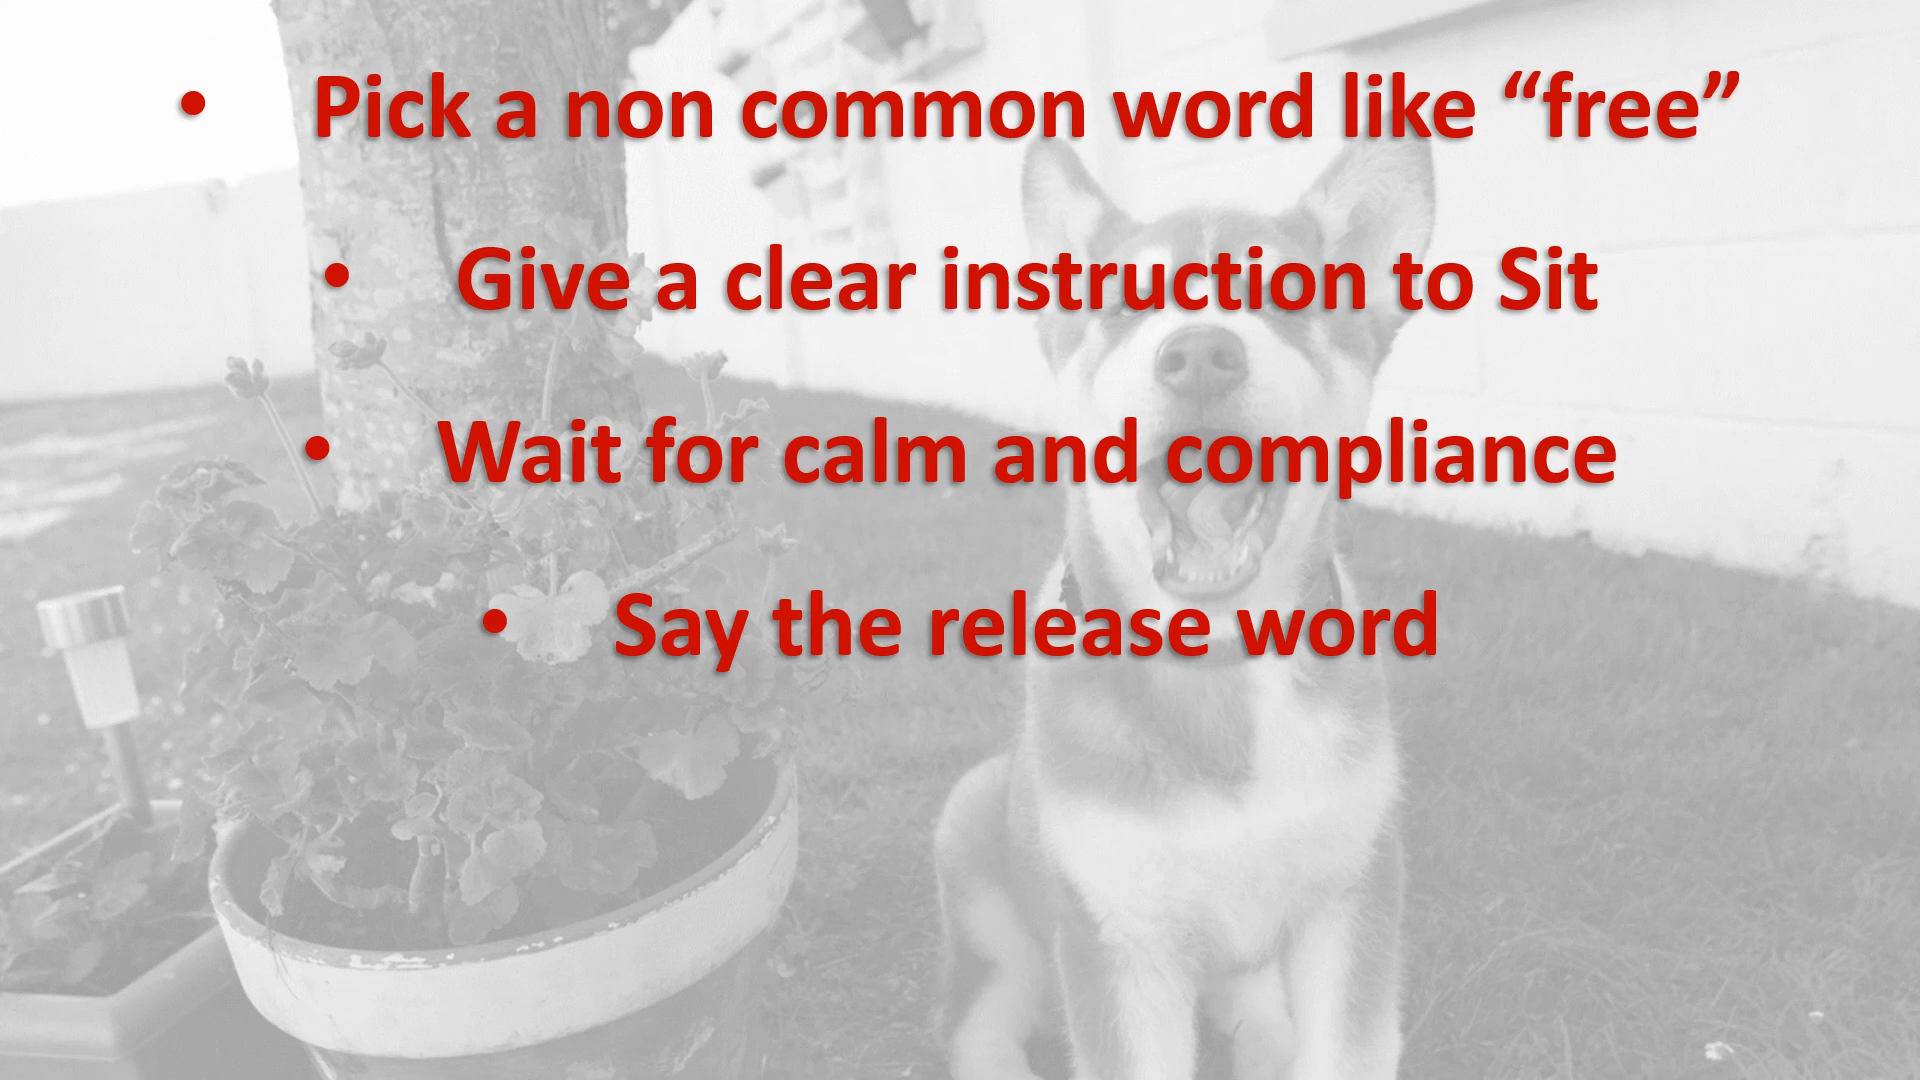 • Pick a non common word like “free”
• Give a clear instruction to Sit
• Wait for calm and compliance
• Say the release word